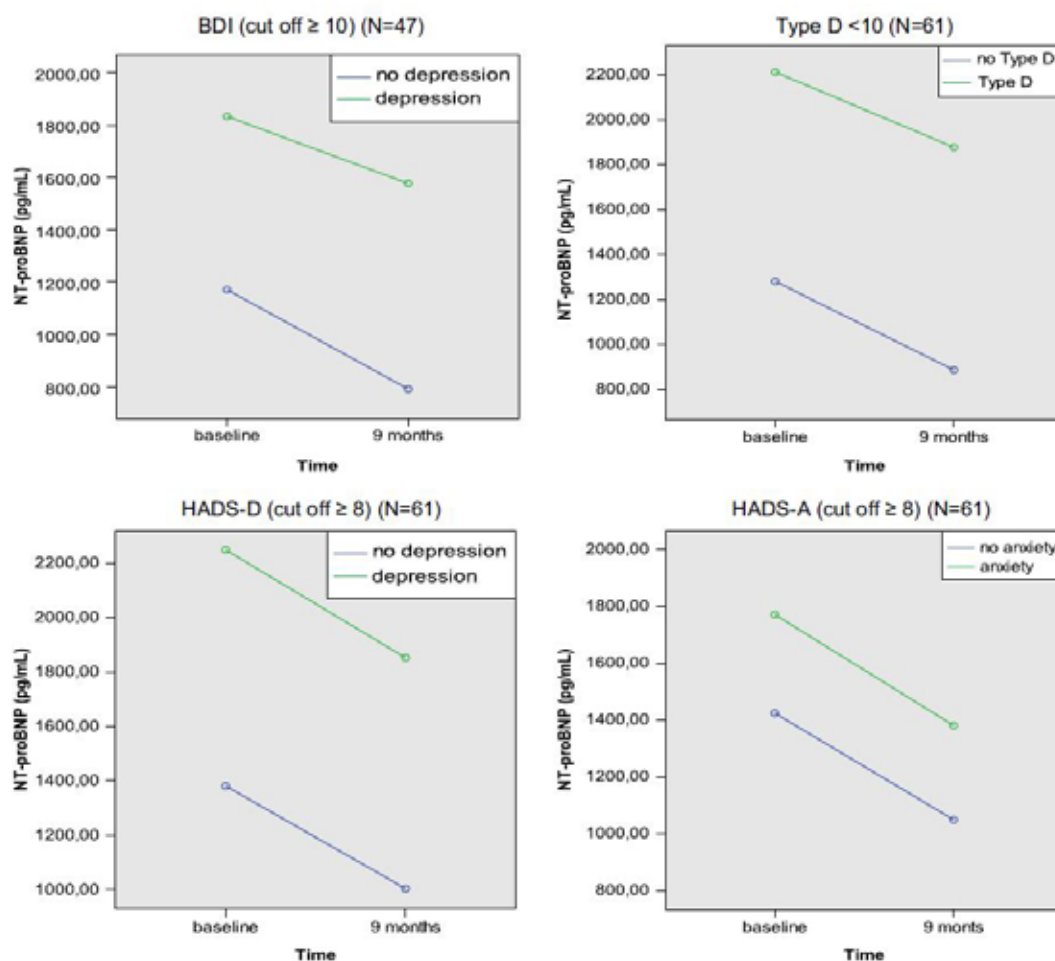 BDI (cut off ≥ 10) (N=47)
no depression
depression
2000,00
1800,00
1600,00
1400,00
1200,00
1000,00
800,00
NT-proBNP (pg/mL)
baseline
9 months
Time
Type D <10 (N=61)
no Type D
Type D
2200,00
2000,00
1800,00
1600,00
1400,00
1200,00
1000,00
800,00
NT-proBNP (pg/mL)
baseline
9 months
Time
HADS-D (cut off ≥ 8) (N=61)
no depression
depression
2200,00
2000,00
1800,00
1600,00
1400,00
1200,00
1000,00
NT-proBNP (pg/mL)
baseline
9 months
Time
HADS-A (cut off ≥ 8) (N=61)
no anxiety
anxiety
2000,00
1800,00
1600,00
1400,00
1200,00
1000,00
800,00
NT-proBNP (pg/mL)
baseline
9 months
Time